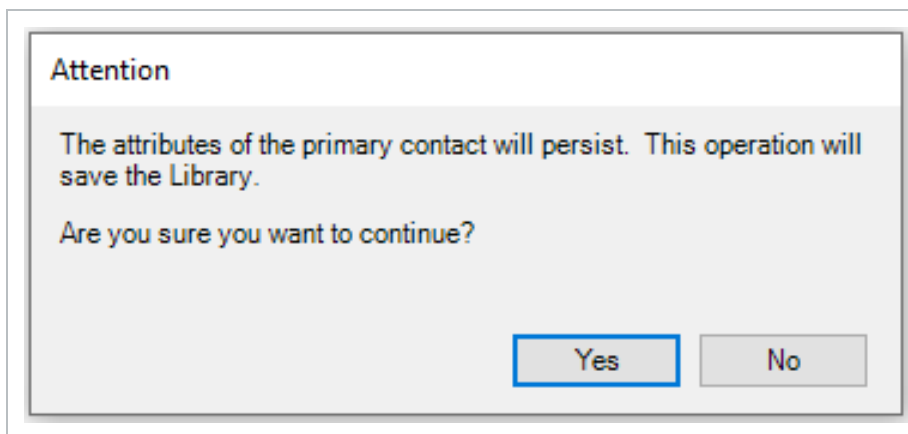 Attention
The attributes of the primary contact will persist.  This operation will
save the Library.
Are you sure you want to continue?
Yes
No